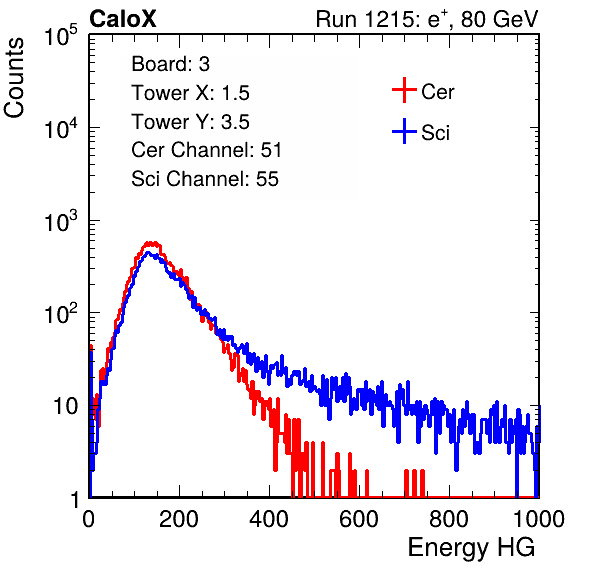 CaloX Run 1215: e⁺, 80 GeV
Counts
Board: 3
Tower X: 1.5
Tower Y: 3.5
Cer Channel: 51
Sci Channel: 55
Cer
Sci
10⁵
10⁴
10³
10²
10
1
0 200 400 600 800 1000
Energy HG